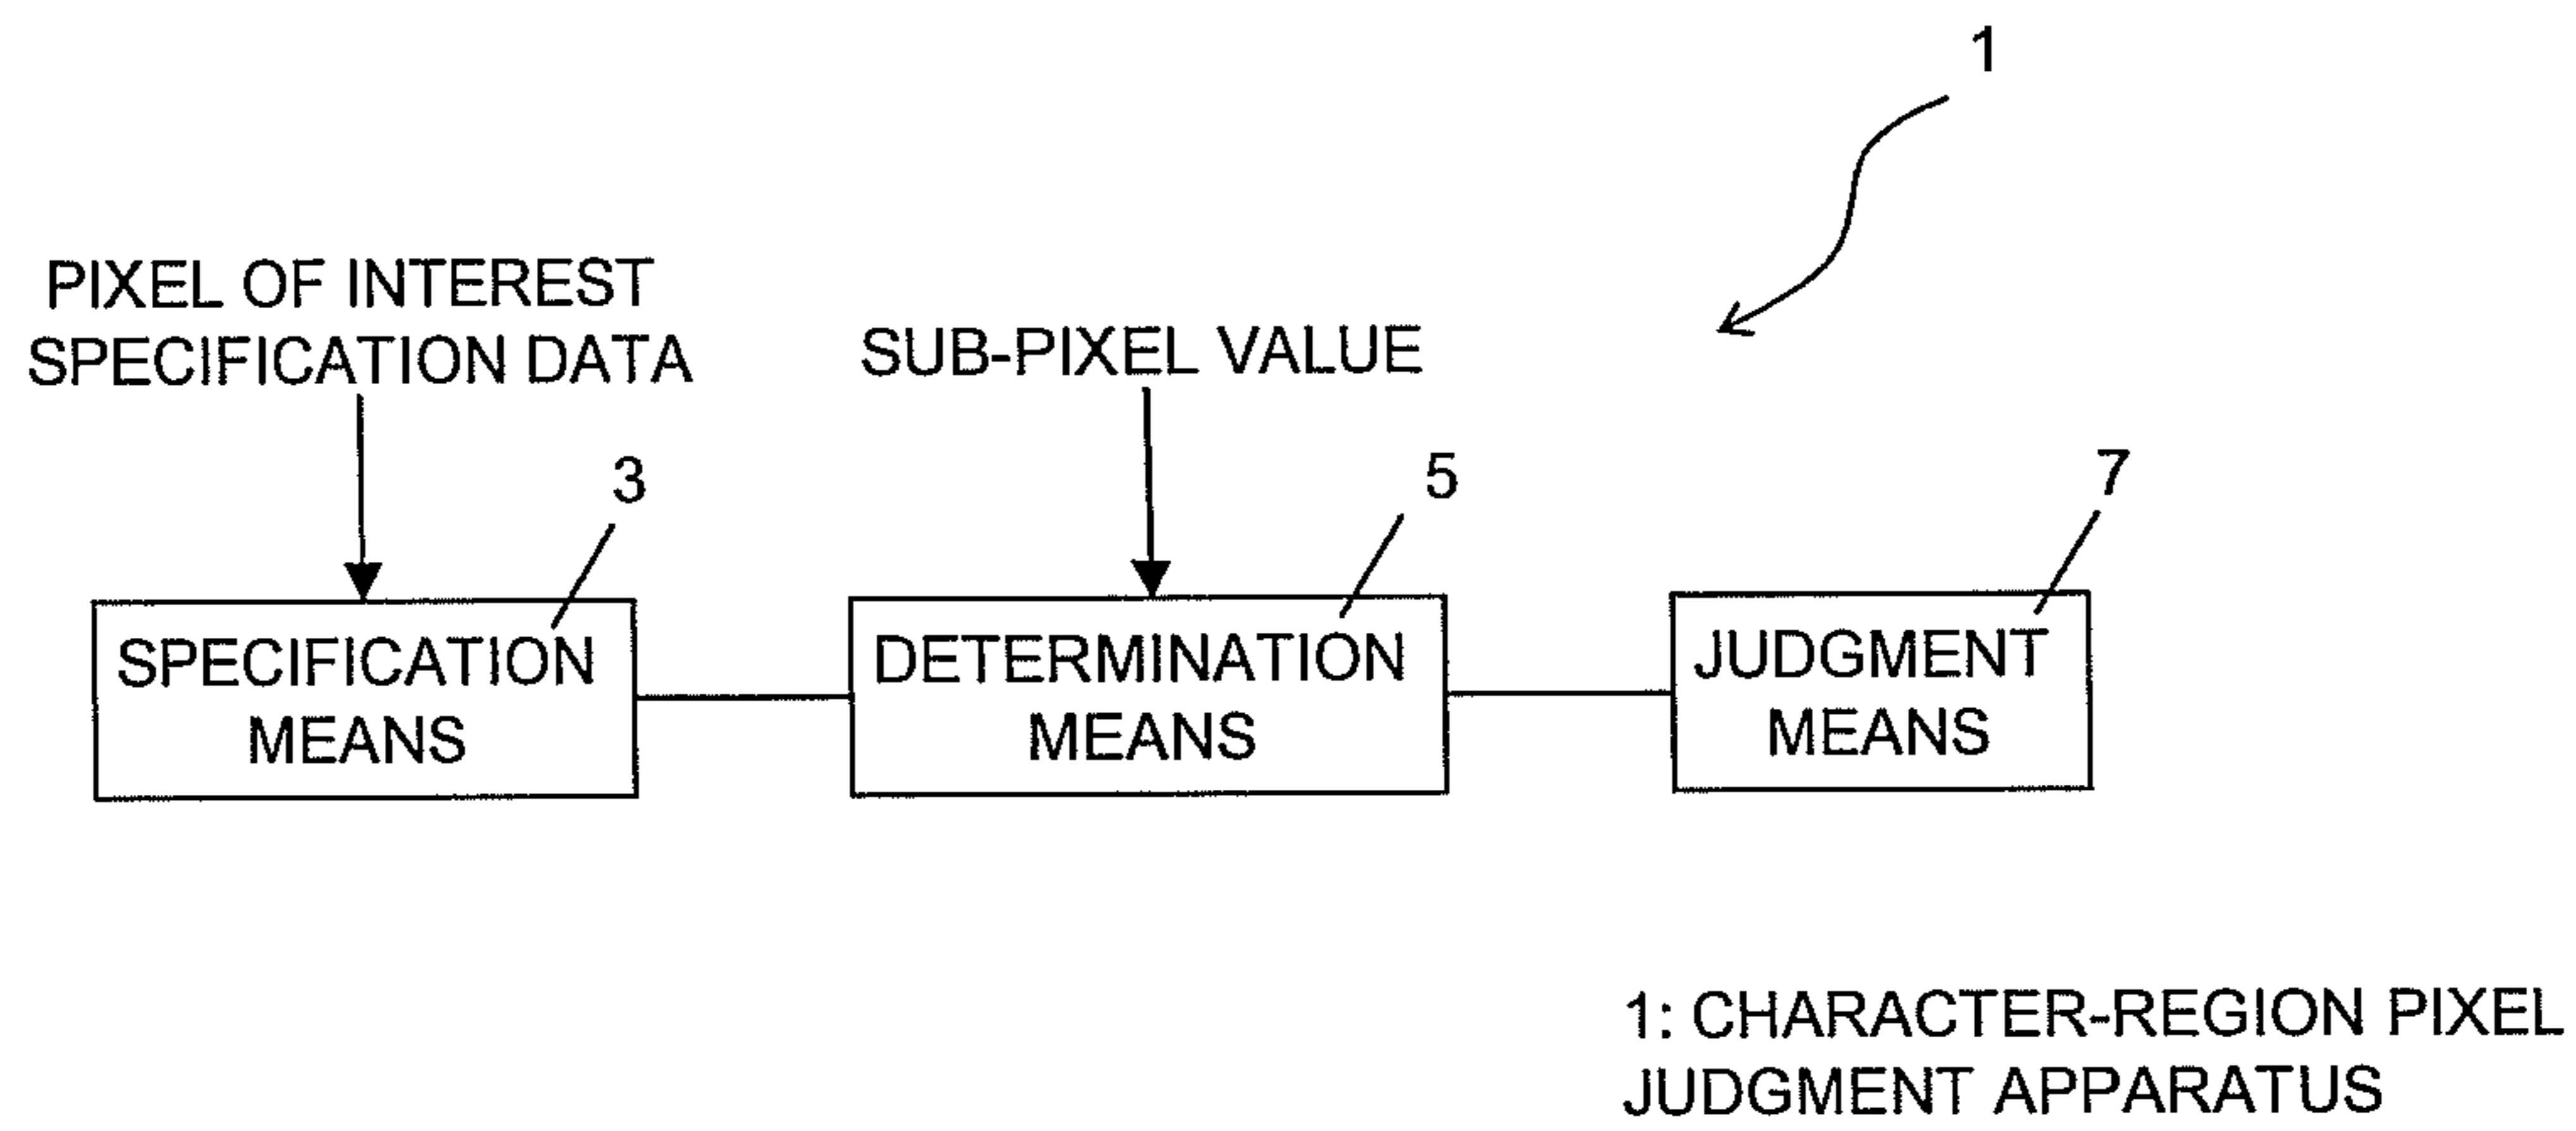 1
PIXEL OF INTEREST
SPECIFICATION DATA
SUB-PIXEL VALUE
3
5
7
SPECIFICATION
MEANS
DETERMINATION
MEANS
JUDGMENT
MEANS
1: CHARACTER-REGION PIXEL
JUDGMENT APPARATUS